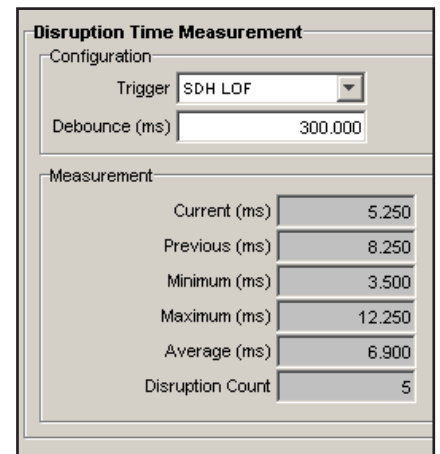 Disruption Time Measurement
Configuration
Trigger SDH LOF
Debounce (ms) 300.000
Measurement
Current (ms) 5.250
Previous (ms) 8.250
Minimum (ms) 3.500
Maximum (ms) 12.250
Average (ms) 6.900
Disruption Count 5